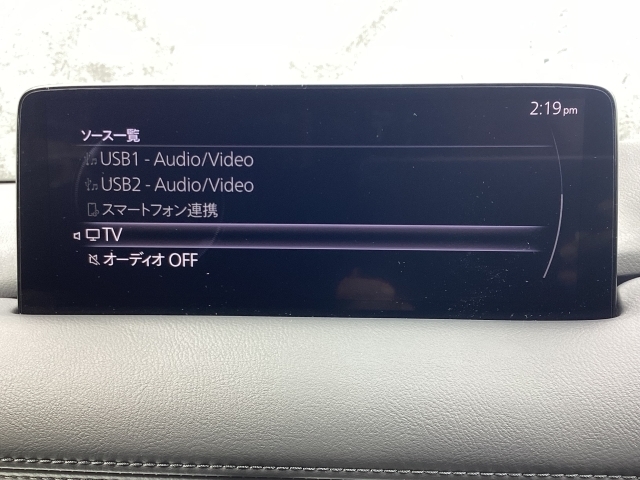 2:19pm
ソース一覧
USB1 - Audio/Video
USB2 - Audio/Video
スマートフォン連携
TV
オーディオ OFF